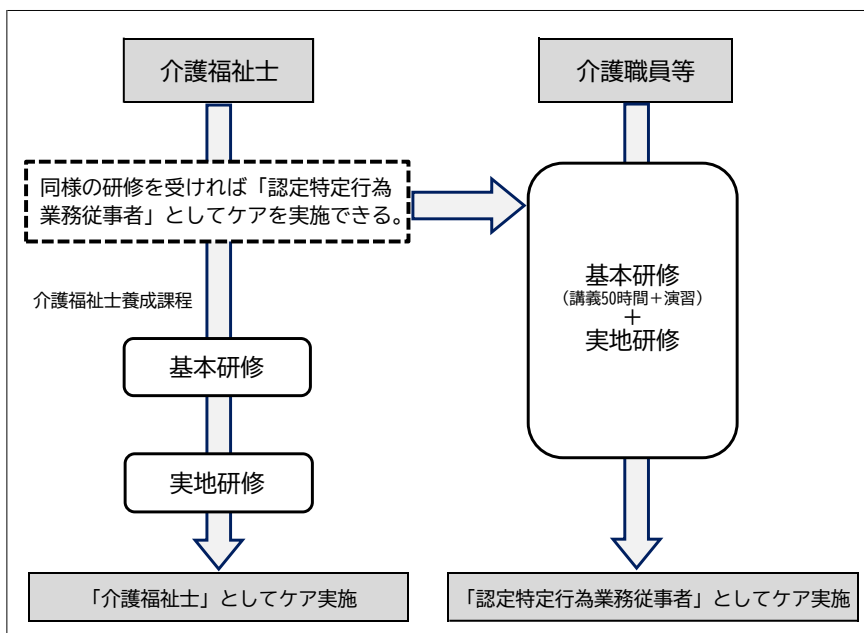 介護福祉士
介護職員等
同様の研修を受ければ「認定特定行為
業務従事者」としてケアを実施できる。
介護福祉士養成課程
基本研修
実地研修
基本研修
（講義50時間＋演習）
＋
実地研修
「介護福祉士」としてケア実施
「認定特定行為業務従事者」としてケア実施